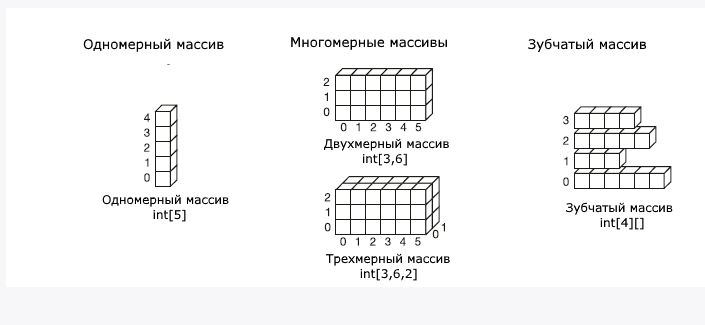 Одномерный массив
Многомерные массивы
Зубчатый массив
4
3
2
1
0
Одномерный массив
int[5]
2
1
0
0 1 2 3 4 5
Двухмерный массив
int[3,6]
2
1
0
0 1 2 3 4 5
0
1
Трехмерный массив
int[3,6,2]
3
2
1
0
Зубчатый массив
int[4][]